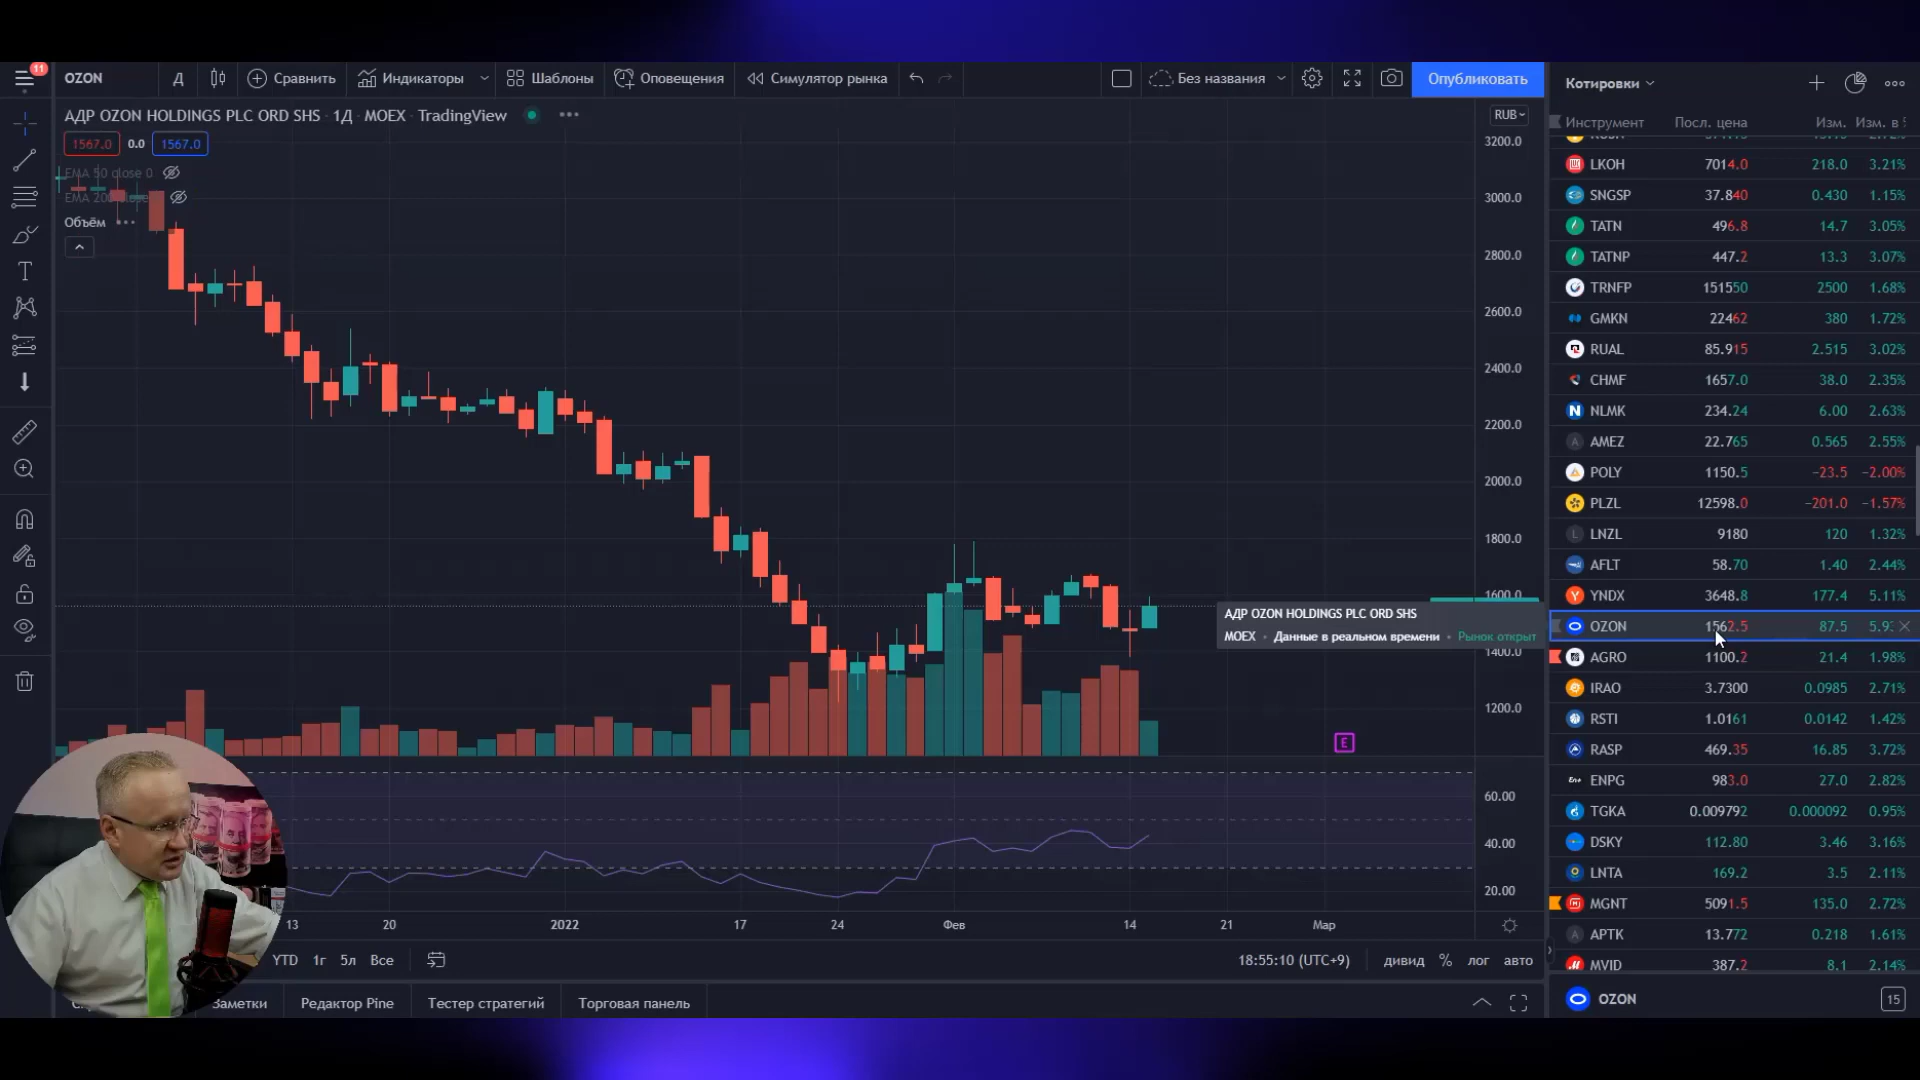 11
OZON
Д
Сравнить
Индикаторы
Шаблоны
Оповещения
Симулятор рынка
Без названия
Опубликовать
АДР OZON HOLDINGS PLC ORD SHS · 1Д · MOEX · TradingView
1567.0 0.0 1567.0
EMA 50 close 0
EMA 200 close
Объём
RUB
3200.0
3000.0
2800.0
2600.0
2400.0
2200.0
2000.0
1800.0
1600.0
1400.0
1200.0
АДР OZON HOLDINGS PLC ORD SHS
MOEX · Данные в реальном времени · Рынок открыт
E
60.00
40.00
20.00
13 20 2022 17 24 Фев 14 21 Мар
YTD 1г 5л Все
18:55:10 (UTC+9) дивид % лог авто
Заметки Редактор Pine Тестер стратегий Торговая панель
Котировки
Инструмент Посл. цена Изм. Изм. в
LKOH 7014.0 218.0 3.21%
SNGSP 37.840 0.430 1.15%
TATN 496.8 14.7 3.05%
TATNP 447.2 13.3 3.07%
TRNFP 151550 2500 1.68%
GMKN 22462 380 1.72%
RUAL 85.915 2.515 3.02%
CHMF 1657.0 38.0 2.35%
NLMK 234.24 6.00 2.63%
A AMEZ 22.765 0.565 2.55%
POLY 1150.5 −23.5 −2.00%
PLZL 12598.0 −201.0 −1.57%
L LNZL 9180 120 1.32%
AFLT 58.70 1.40 2.44%
YNDX 3648.8 177.4 5.11%
OZON 1562.5 87.5
AGRO 1100.2 21.4 1.98%
IRAO 3.7300 0.0985 2.71%
RSTI 1.0161 0.0142 1.42%
RASP 469.35 16.85 3.72%
ENPG 983.0 27.0 2.82%
TGKA 0.009792 0.000092 0.95%
DSKY 112.80 3.46 3.16%
LNTA 169.2 3.5 2.11%
MGNT 5091.5 135.0 2.72%
A APTK 13.772 0.218 1.61%
MVID 387.2 8.1 2.14%
OZON 15